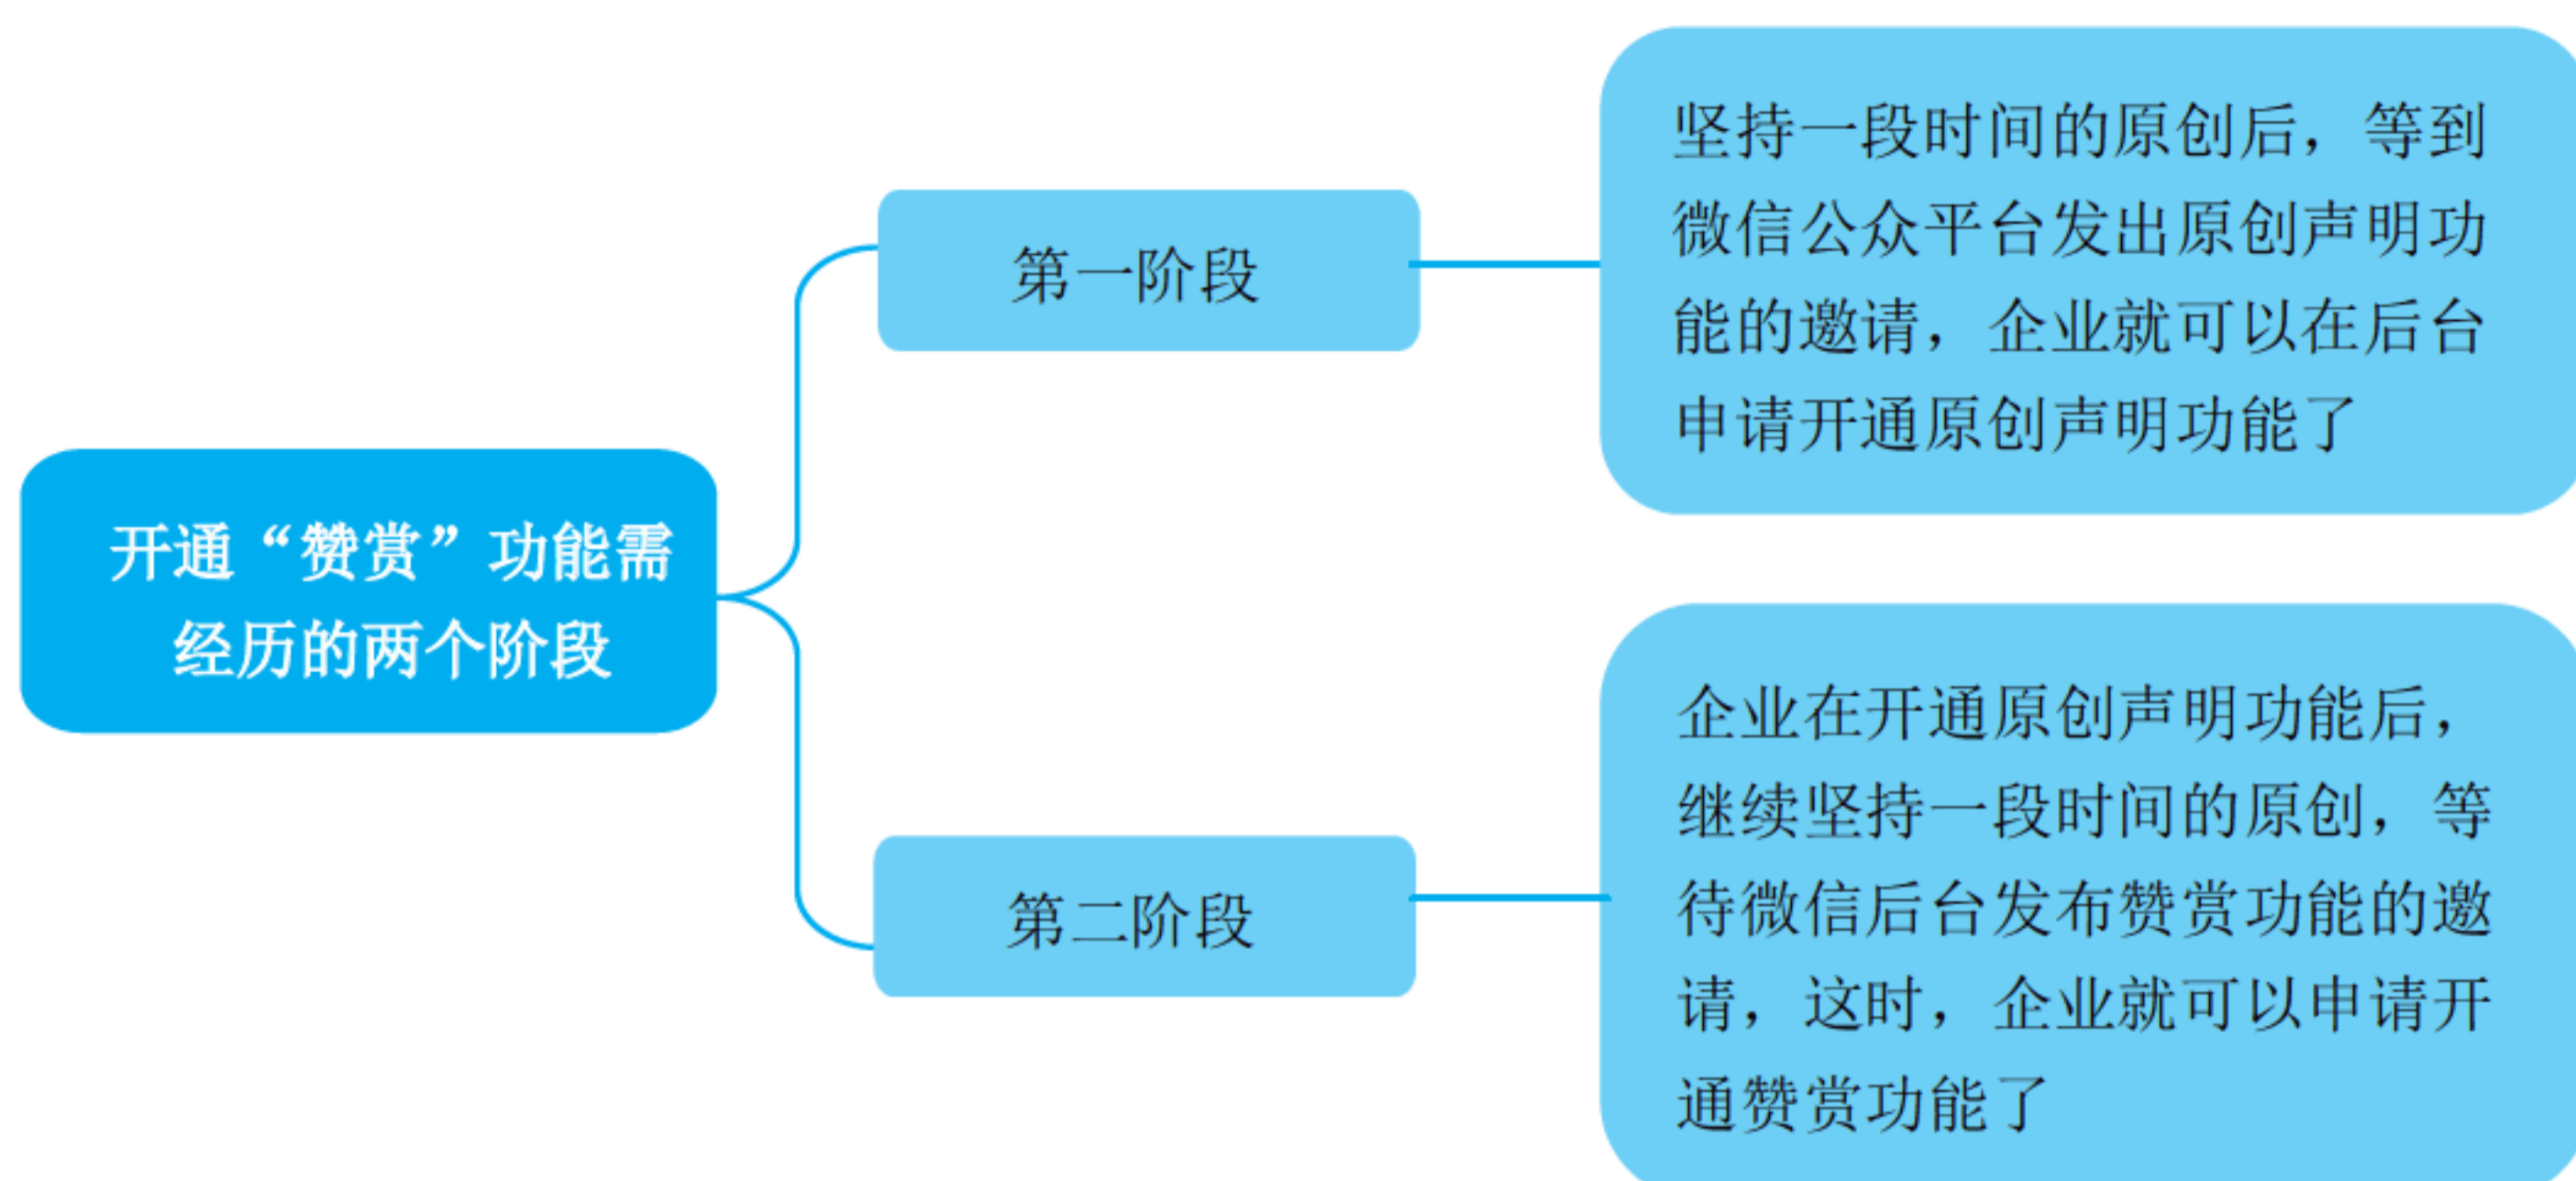 开通“赞赏”功能需
经历的两个阶段
第一阶段
坚持一段时间的原创后，等到
微信公众平台发出原创声明功
能的邀请，企业就可以在后台
申请开通原创声明功能了
第二阶段
企业在开通原创声明功能后，
继续坚持一段时间的原创，等
待微信后台发布赞赏功能的邀
请，这时，企业就可以申请开
通赞赏功能了